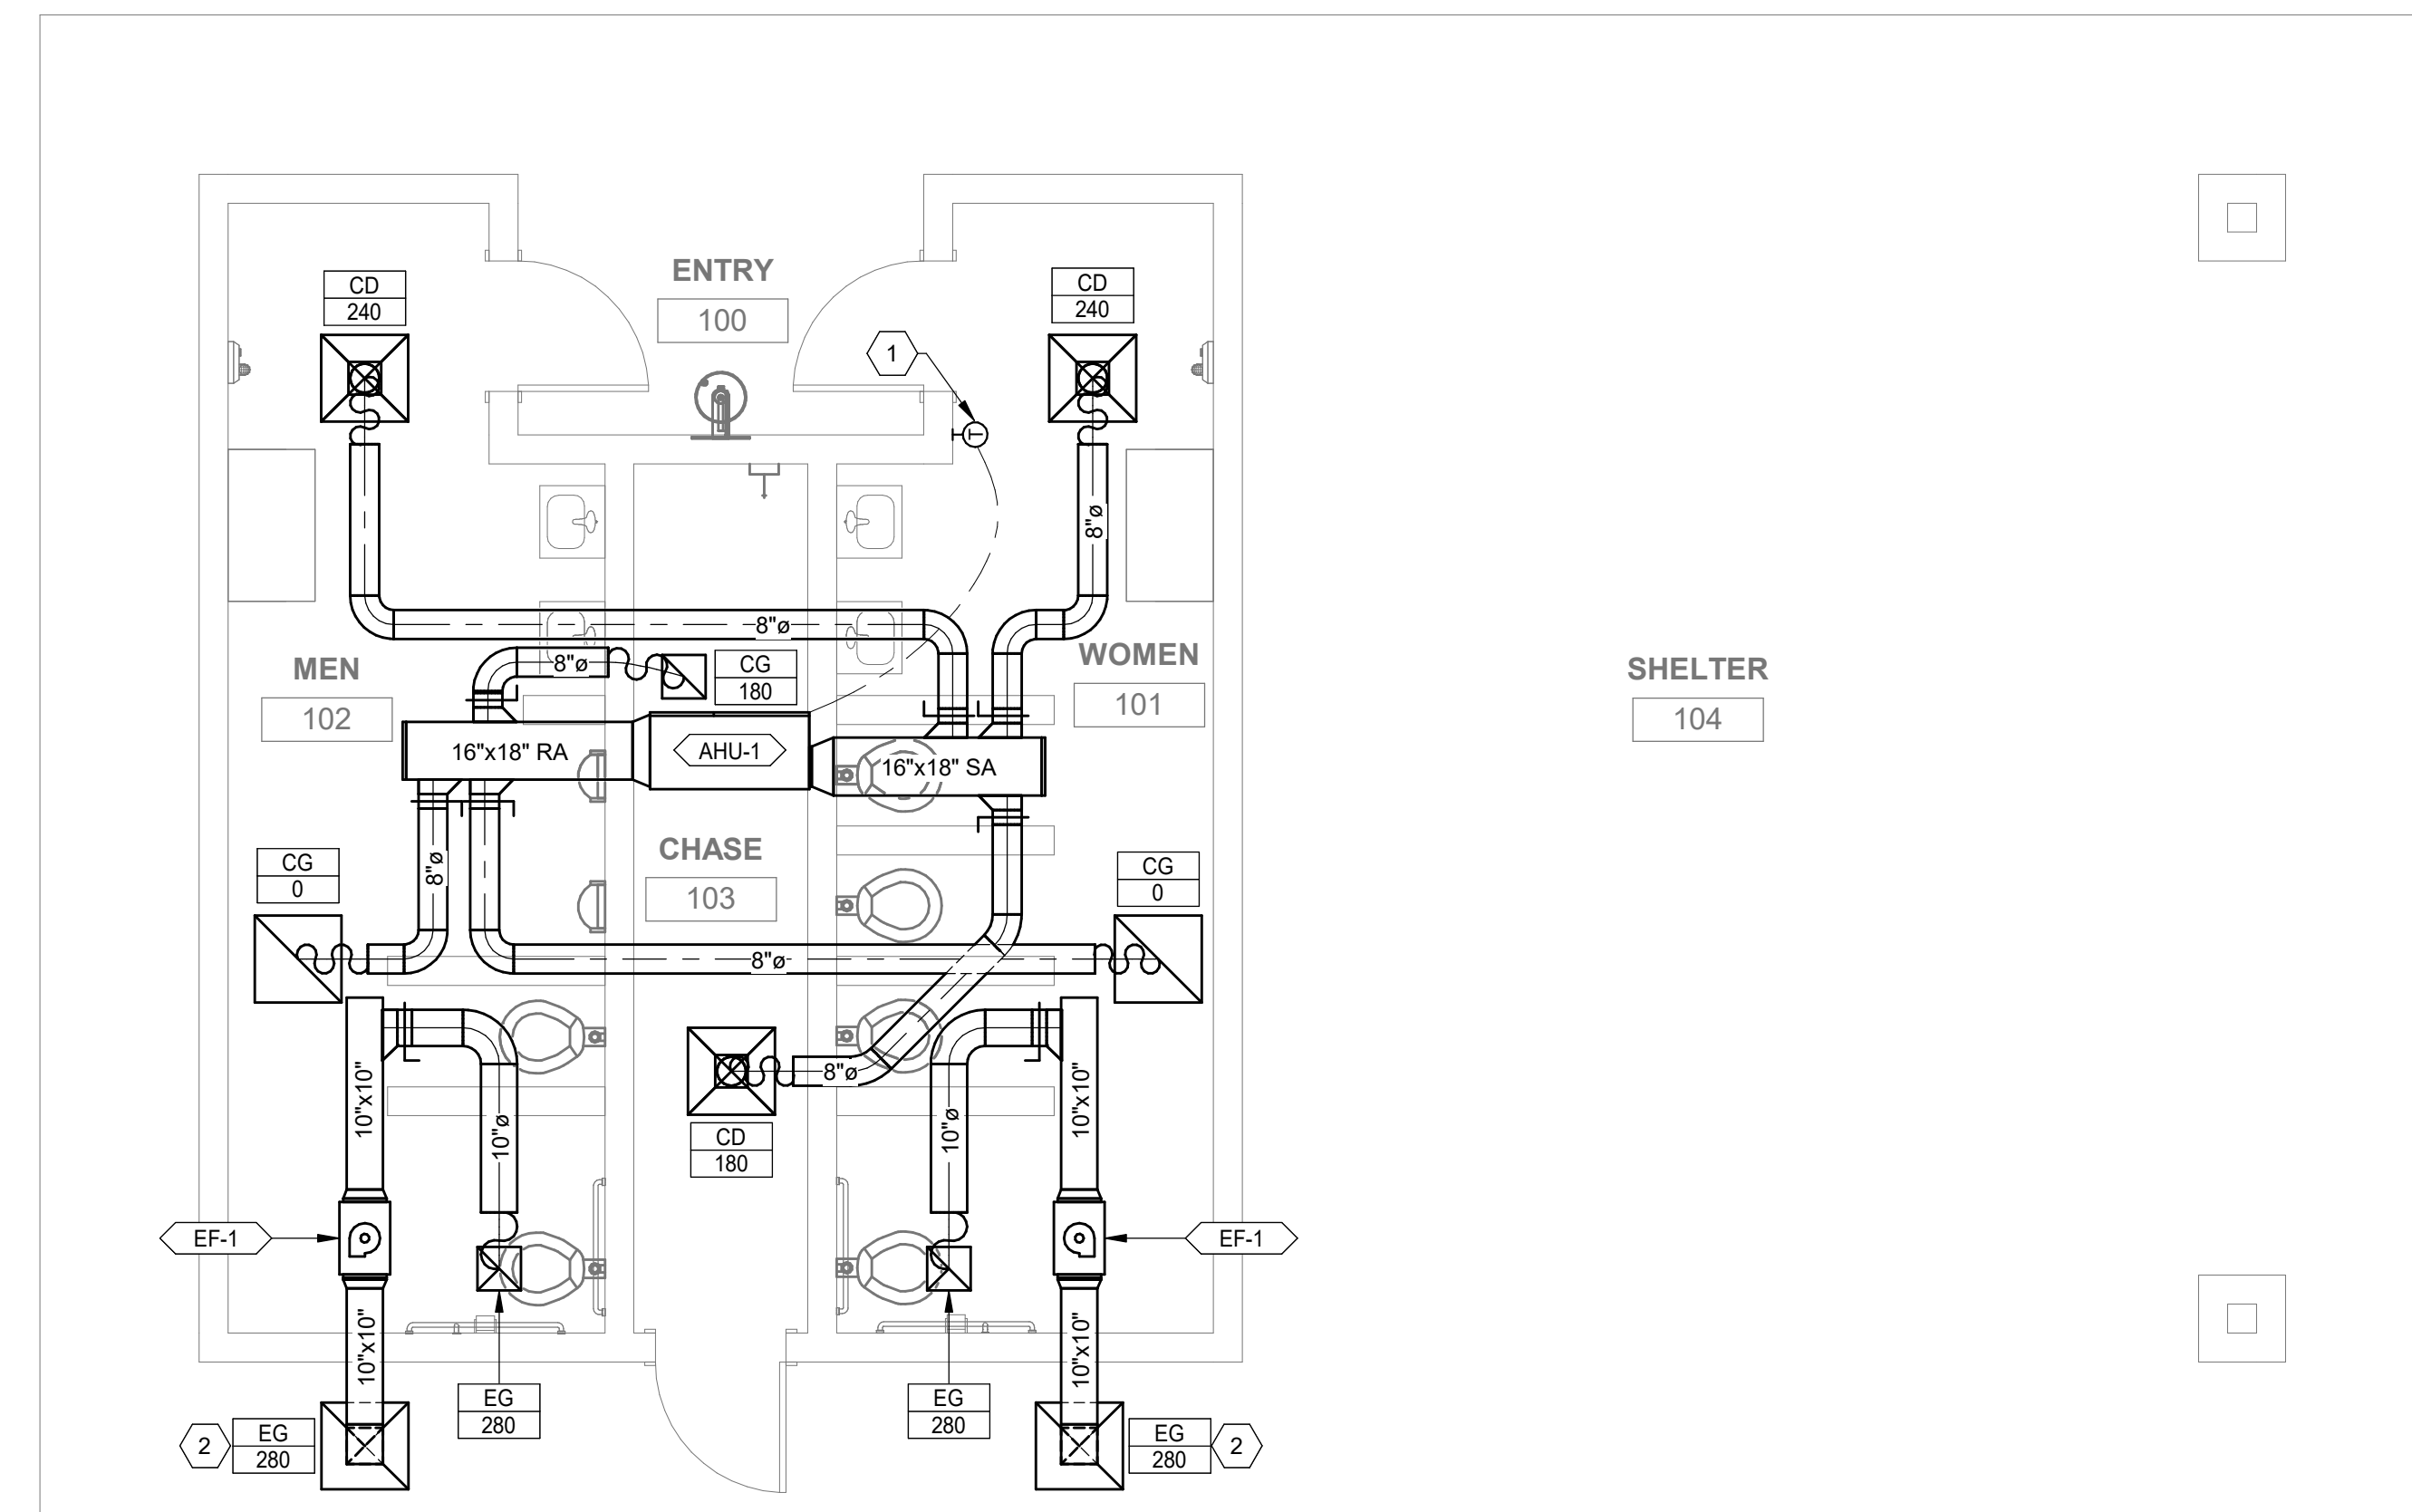 ENTRY
100
CD
240
CD
240
1
T
8"ø
8"ø
MEN
102
8"ø
CG
180
WOMEN
101
SHELTER
104
16"x18" RA
AHU-1
16"x18" SA
CHASE
103
8"ø
CG
0
CG
0
8"ø
8"ø
10"x10"
10"ø
CD
180
10"ø
10"x10"
EF-1
EF-1
10"x10"
10"x10"
EG
280
EG
280
2
EG
280
EG
280
2